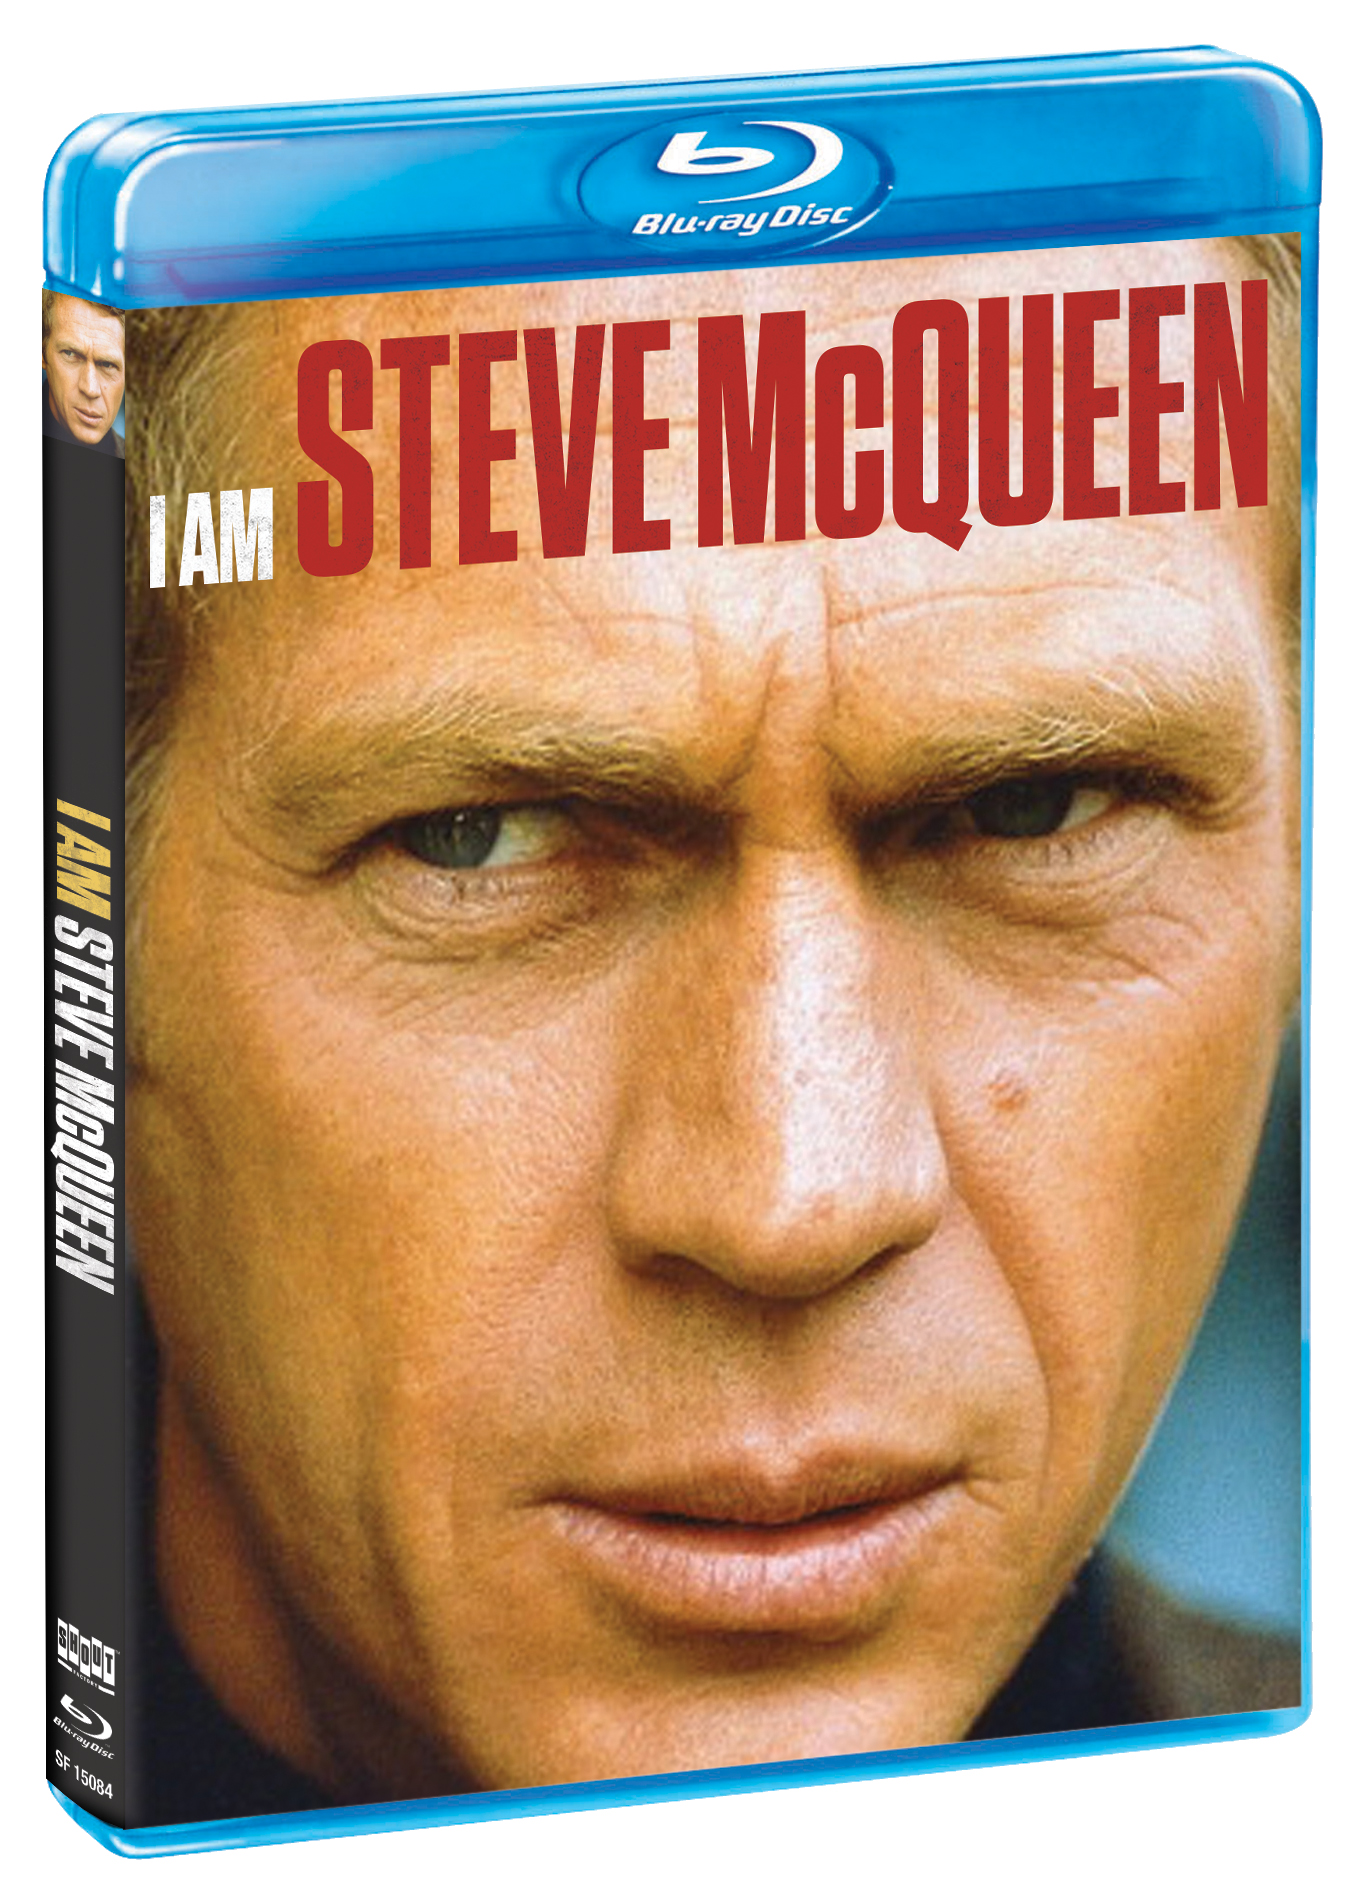 Blu-ray Disc
I AM STEVE McQUEEN
I AM STEVE McQUEEN
SHOUT
FACTORY
Blu-ray Disc
SF 15084